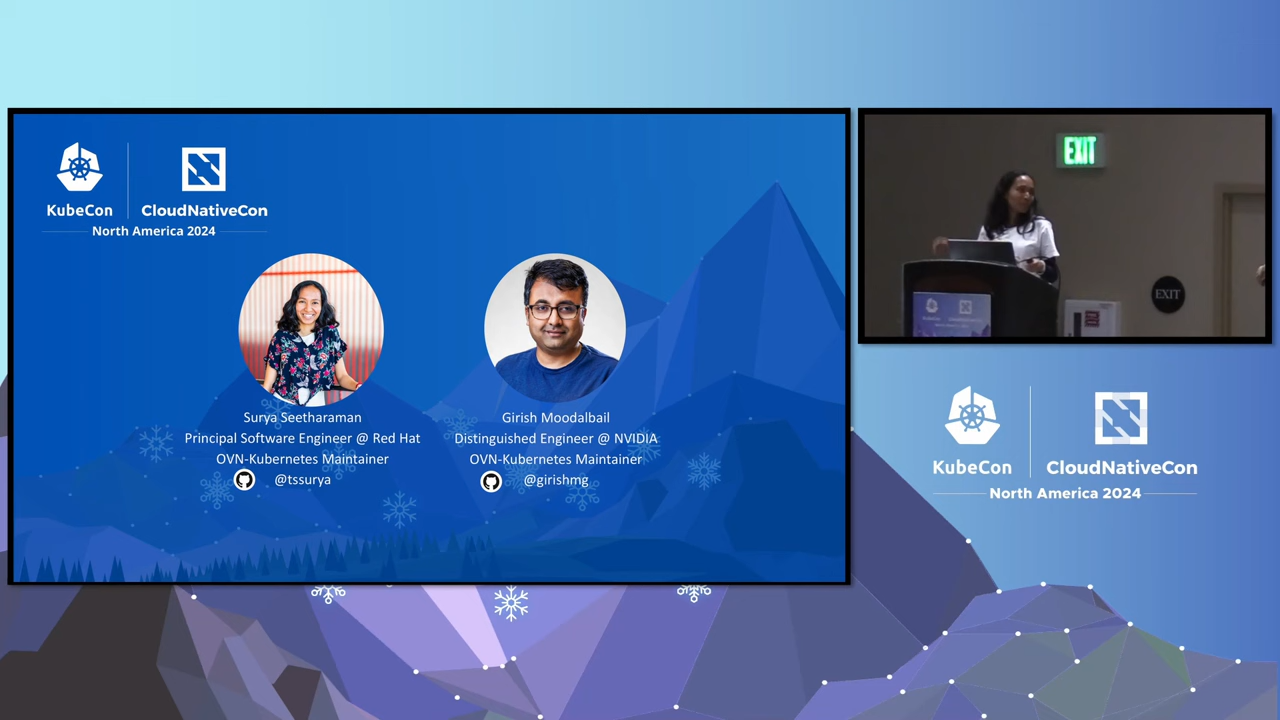 KubeCon
CloudNativeCon
North America 2024
Surya Seetharaman
Principal Software Engineer @ Red Hat
OVN-Kubernetes Maintainer
@tssurya
Girish Moodalbail
Distinguished Engineer @ NVIDIA
OVN-Kubernetes Maintainer
@girishmg
EXIT
EXIT
KubeCon
CloudNativeCon
North America 2024